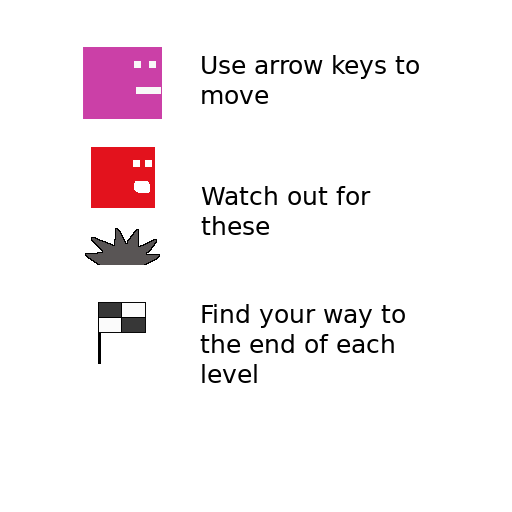 Use arrow keys to
move
Watch out for
these
Find your way to
the end of each
level